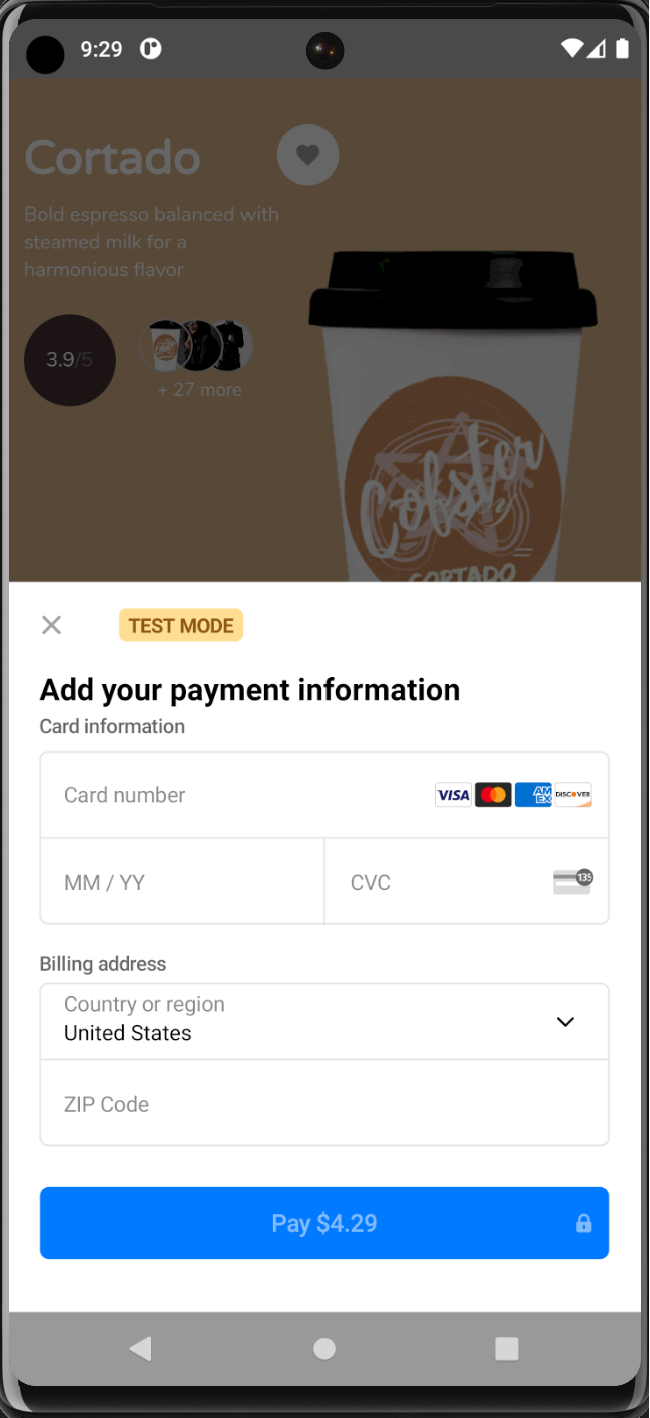 9:29
Cortado
Bold espresso balanced with
steamed milk for a
harmonious flavor
3.9/5
+ 27 more
Cofster
CORTADO
TEST MODE
Add your payment information
Card information
Card number
VISA
AM
EX
DISCOVER
MM / YY
CVC
135
Billing address
Country or region
United States
ZIP Code
Pay $4.29